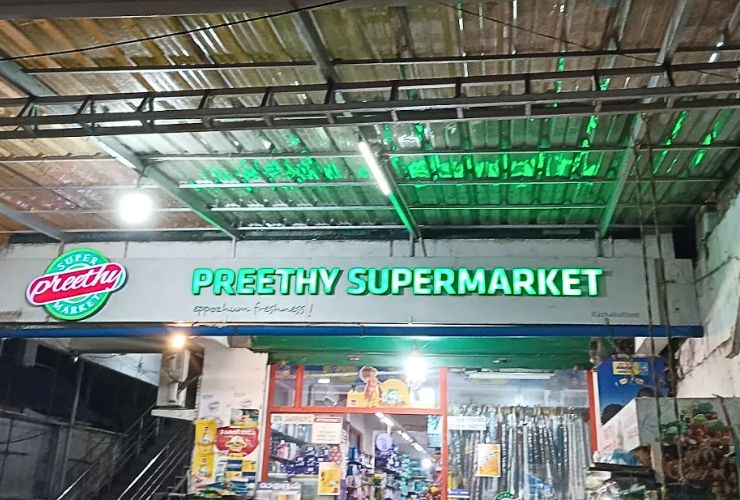 SUPER
preethy
MARKET
PREETHY SUPERMARKET
eppozhum freshness!
Kazhakuttom